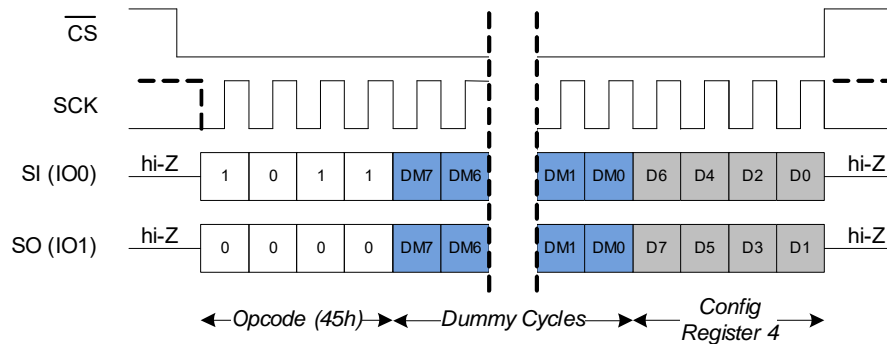 CS
SCK
SI (IO0) hi-Z 1 0 1 1 DM7 DM6 DM1 DM0 D6 D4 D2 D0 hi-Z
SO (IO1) hi-Z 0 0 0 0 DM7 DM6 DM1 DM0 D7 D5 D3 D1 hi-Z
Opcode (45h) Dummy Cycles Config
Register 4